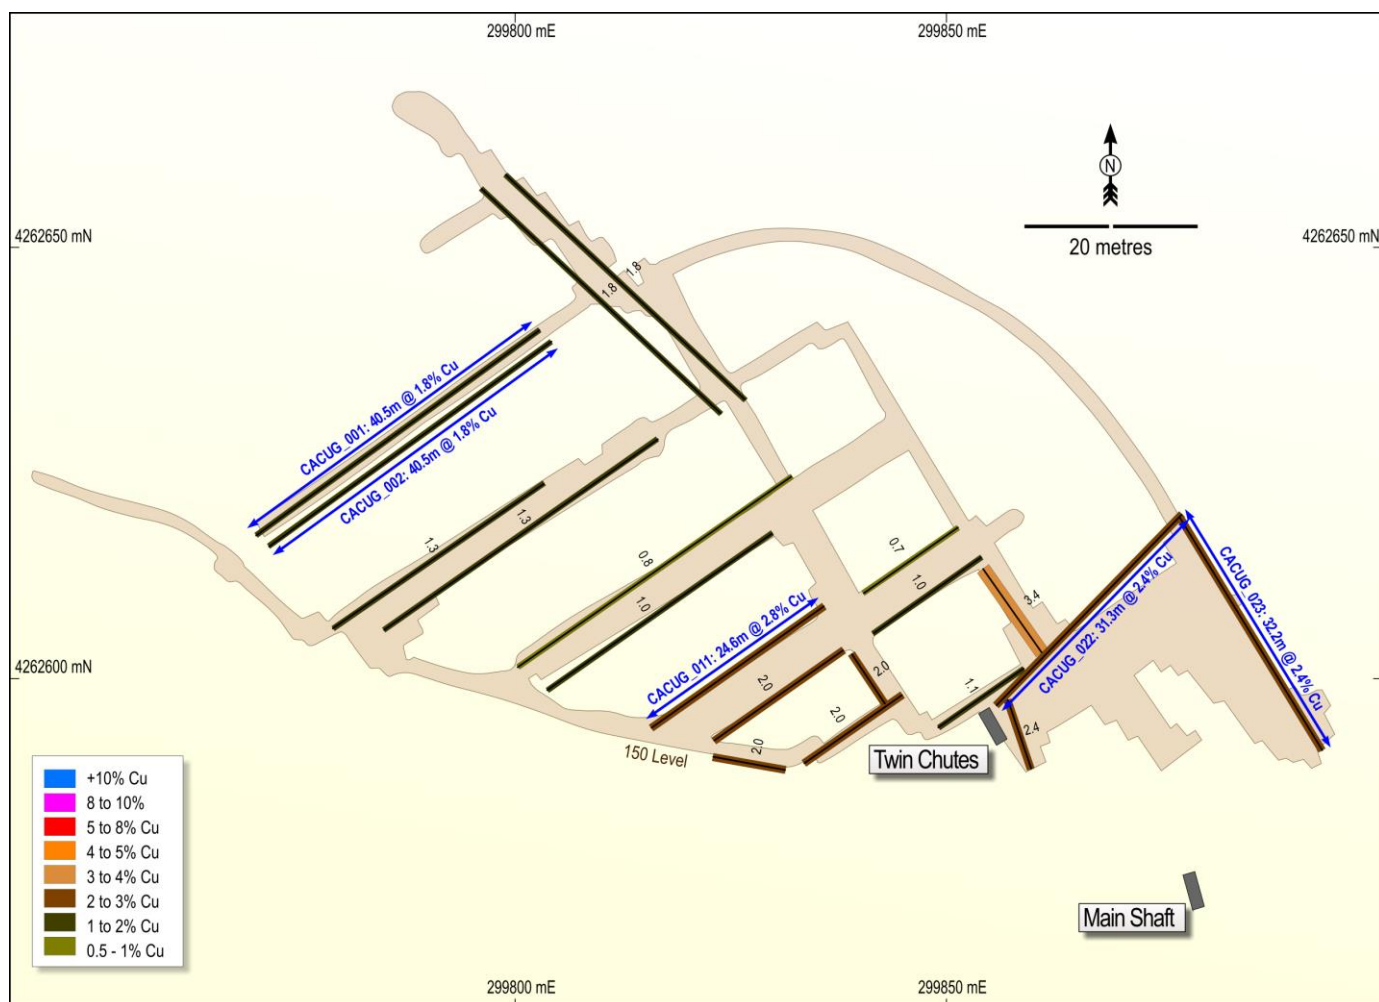 299800 mE
299850 mE
N
4262650 mN
4262650 mN
20 metres
1.8
1.8
CACUG_001: 40.5m @ 1.8% Cu
CACUG_002: 40.5m @ 1.8% Cu
1.3
1.3
0.8
1.0
0.7
1.0
3.4
CACUG_011: 24.6m @ 2.8% Cu
CACUG_022: 31.3m @ 2.4% Cu
CACUG_023: 32.2m @ 2.4% Cu
4262600 mN
2.0
2.0
2.0
2.0
1.1
2.4
150 Level
Twin Chutes
Main Shaft
+10% Cu
8 to 10%
5 to 8% Cu
4 to 5% Cu
3 to 4% Cu
2 to 3% Cu
1 to 2% Cu
0.5 - 1% Cu
299800 mE
299850 mE